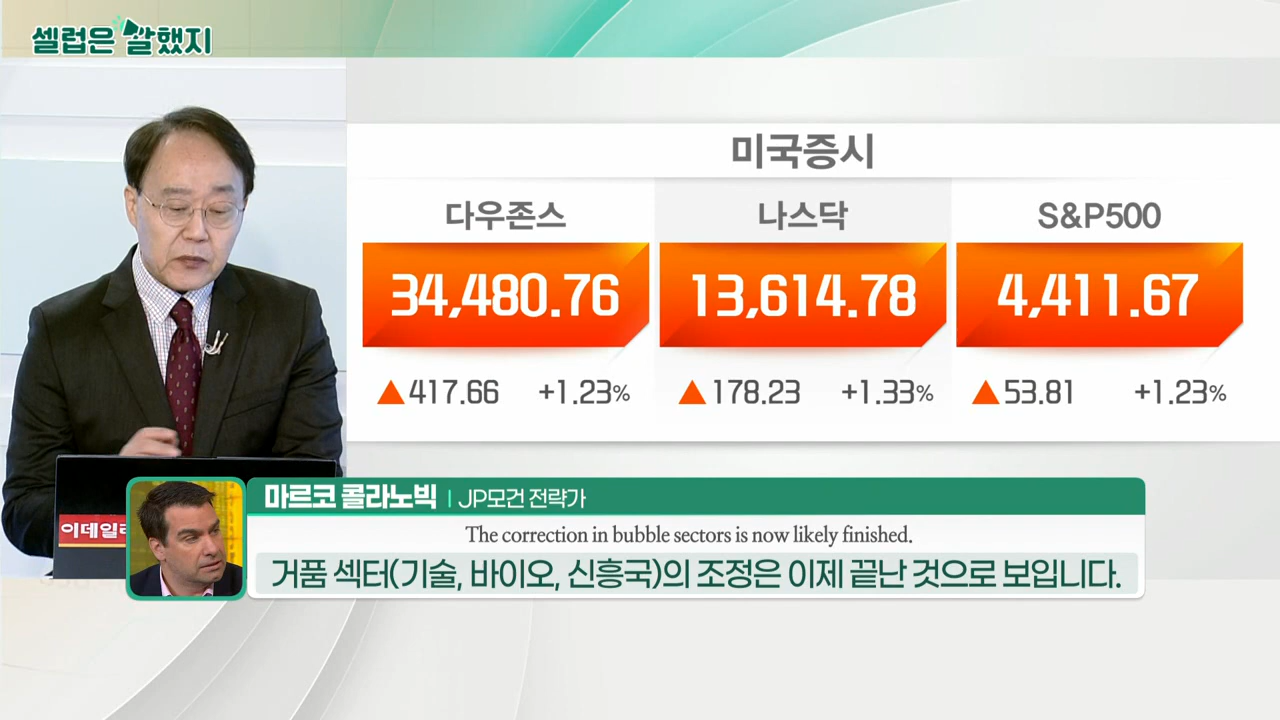 셀럽은 말했지
미국증시
다우존스
34,480.76
▲417.66 +1.23%
나스닥
13,614.78
▲178.23 +1.33%
S&P500
4,411.67
▲53.81 +1.23%
이데일리
마르코 콜라노빅 | JP모건 전략가
The correction in bubble sectors is now likely finished.
거품 섹터(기술, 바이오, 신흥국)의 조정은 이제 끝난 것으로 보입니다.